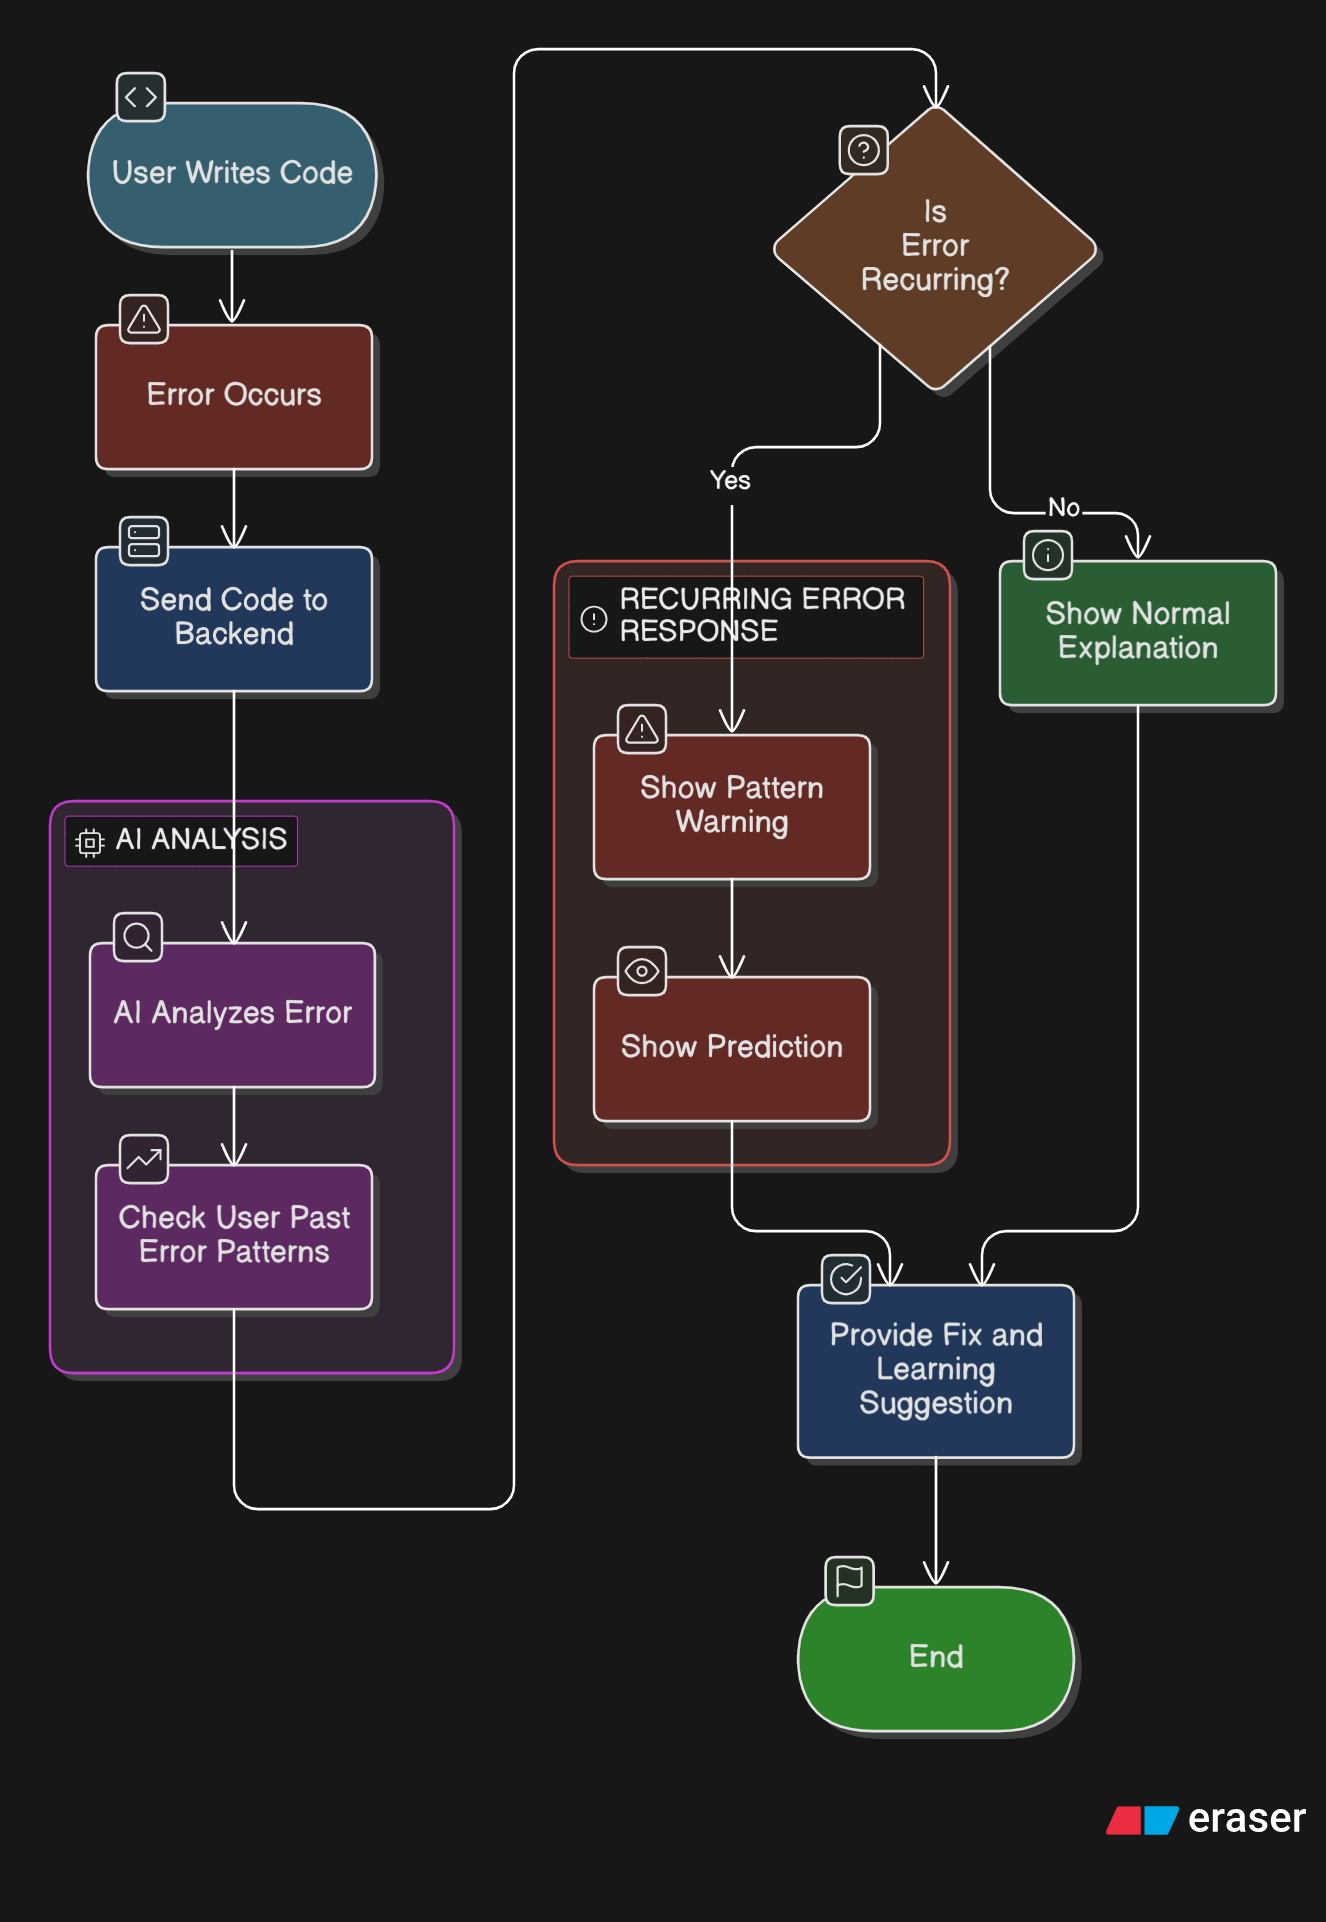 User Writes Code
Error Occurs
Send Code to
Backend
AI ANALYSIS
AI Analyzes Error
Check User Past
Error Patterns
Is
Error
Recurring?
Yes
No
RECURRING ERROR
RESPONSE
Show Pattern
Warning
Show Prediction
Show Normal
Explanation
Provide Fix and
Learning
Suggestion
End
eraser